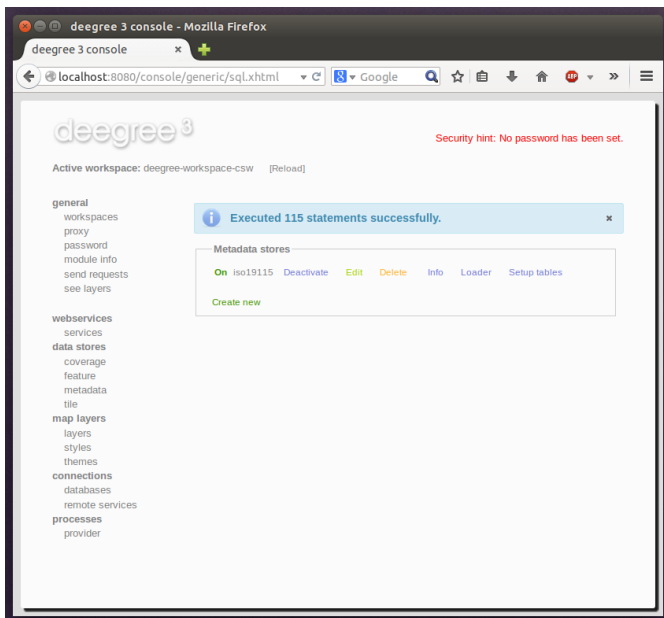 deegree 3 console - Mozilla Firefox
deegree 3 console
localhost:8080/console/generic/sql.xhtml
Google
ABP
deegree 3
Security hint: No password has been set.
Active workspace: deegree-workspace-csw [Reload]
general
workspaces
proxy
password
module info
send requests
see layers
webservices
services
data stores
coverage
feature
metadata
tile
map layers
layers
styles
themes
connections
databases
remote services
processes
provider
Executed 115 statements successfully.
Metadata stores
On iso19115 Deactivate Edit Delete Info Loader Setup tables
Create new